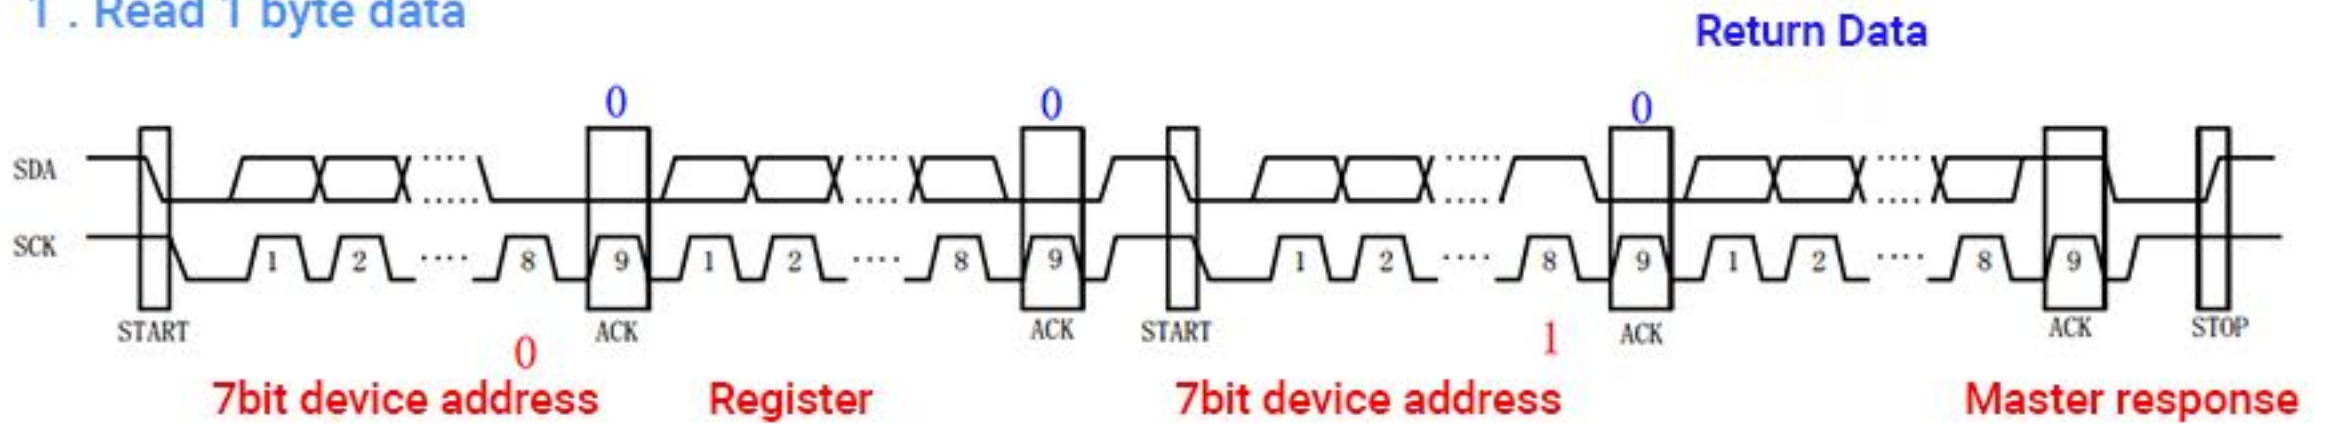 1 . Read 1 byte data
Return Data
0 0 0
SDA
SCK 1 2 8 9 1 2 8 9 1 2 8 9 1 2 8 9
START ACK ACK START ACK ACK STOP
0 1
7bit device address Register 7bit device address Master response